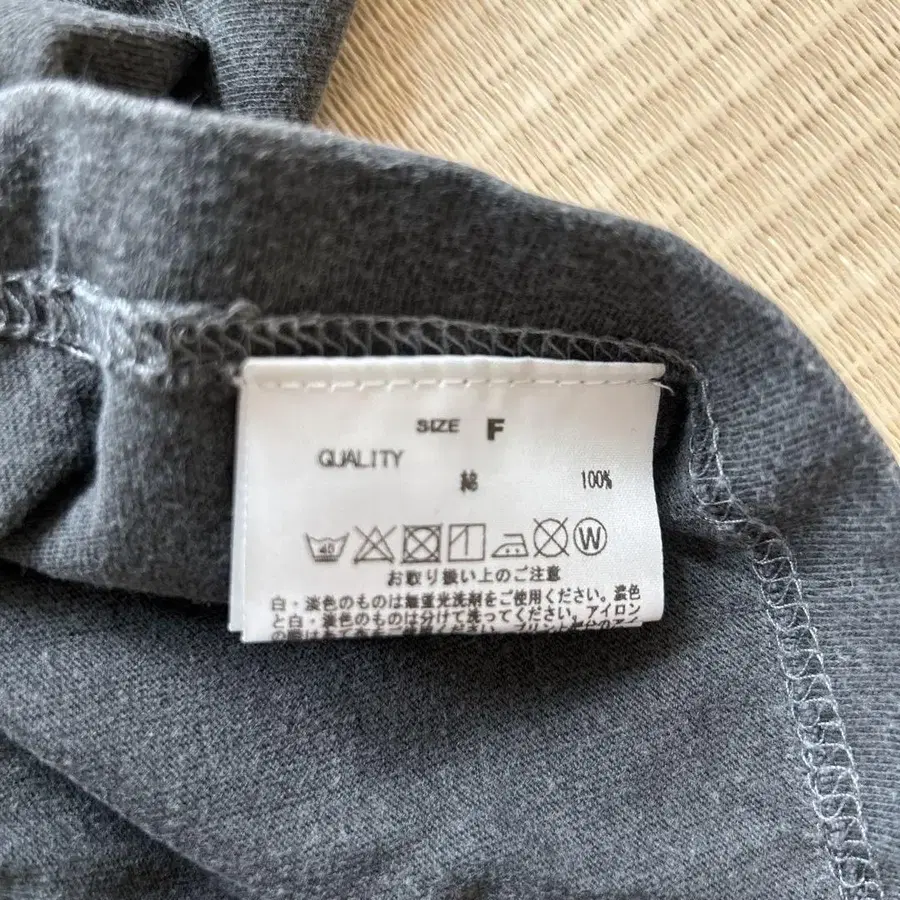 SIZE F
QUALITY
綿 100%
40 W
お取り扱い上のご注意
白・淡色のものは無蛍光洗剤をご使用ください。濃色
と白・淡色のものは分けて洗ってください。アイロン